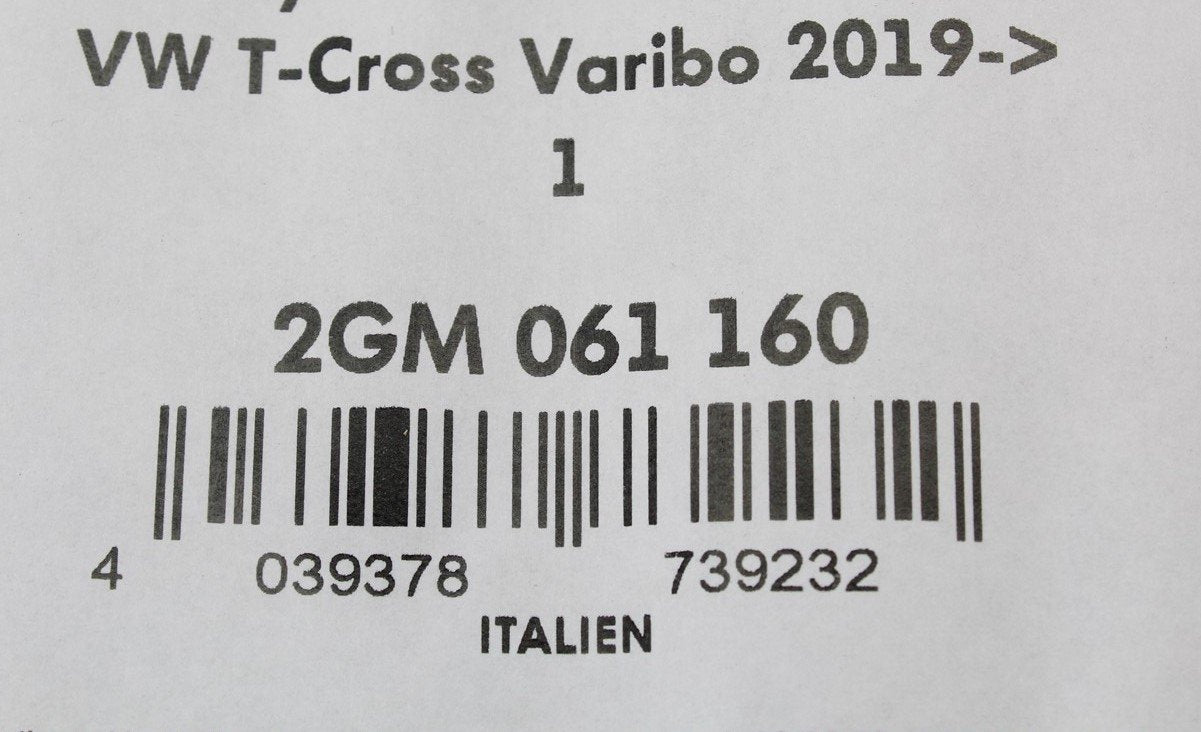 VW T-Cross Varibo 2019->
1
2GM 061 160
4 039378 739232
ITALIEN